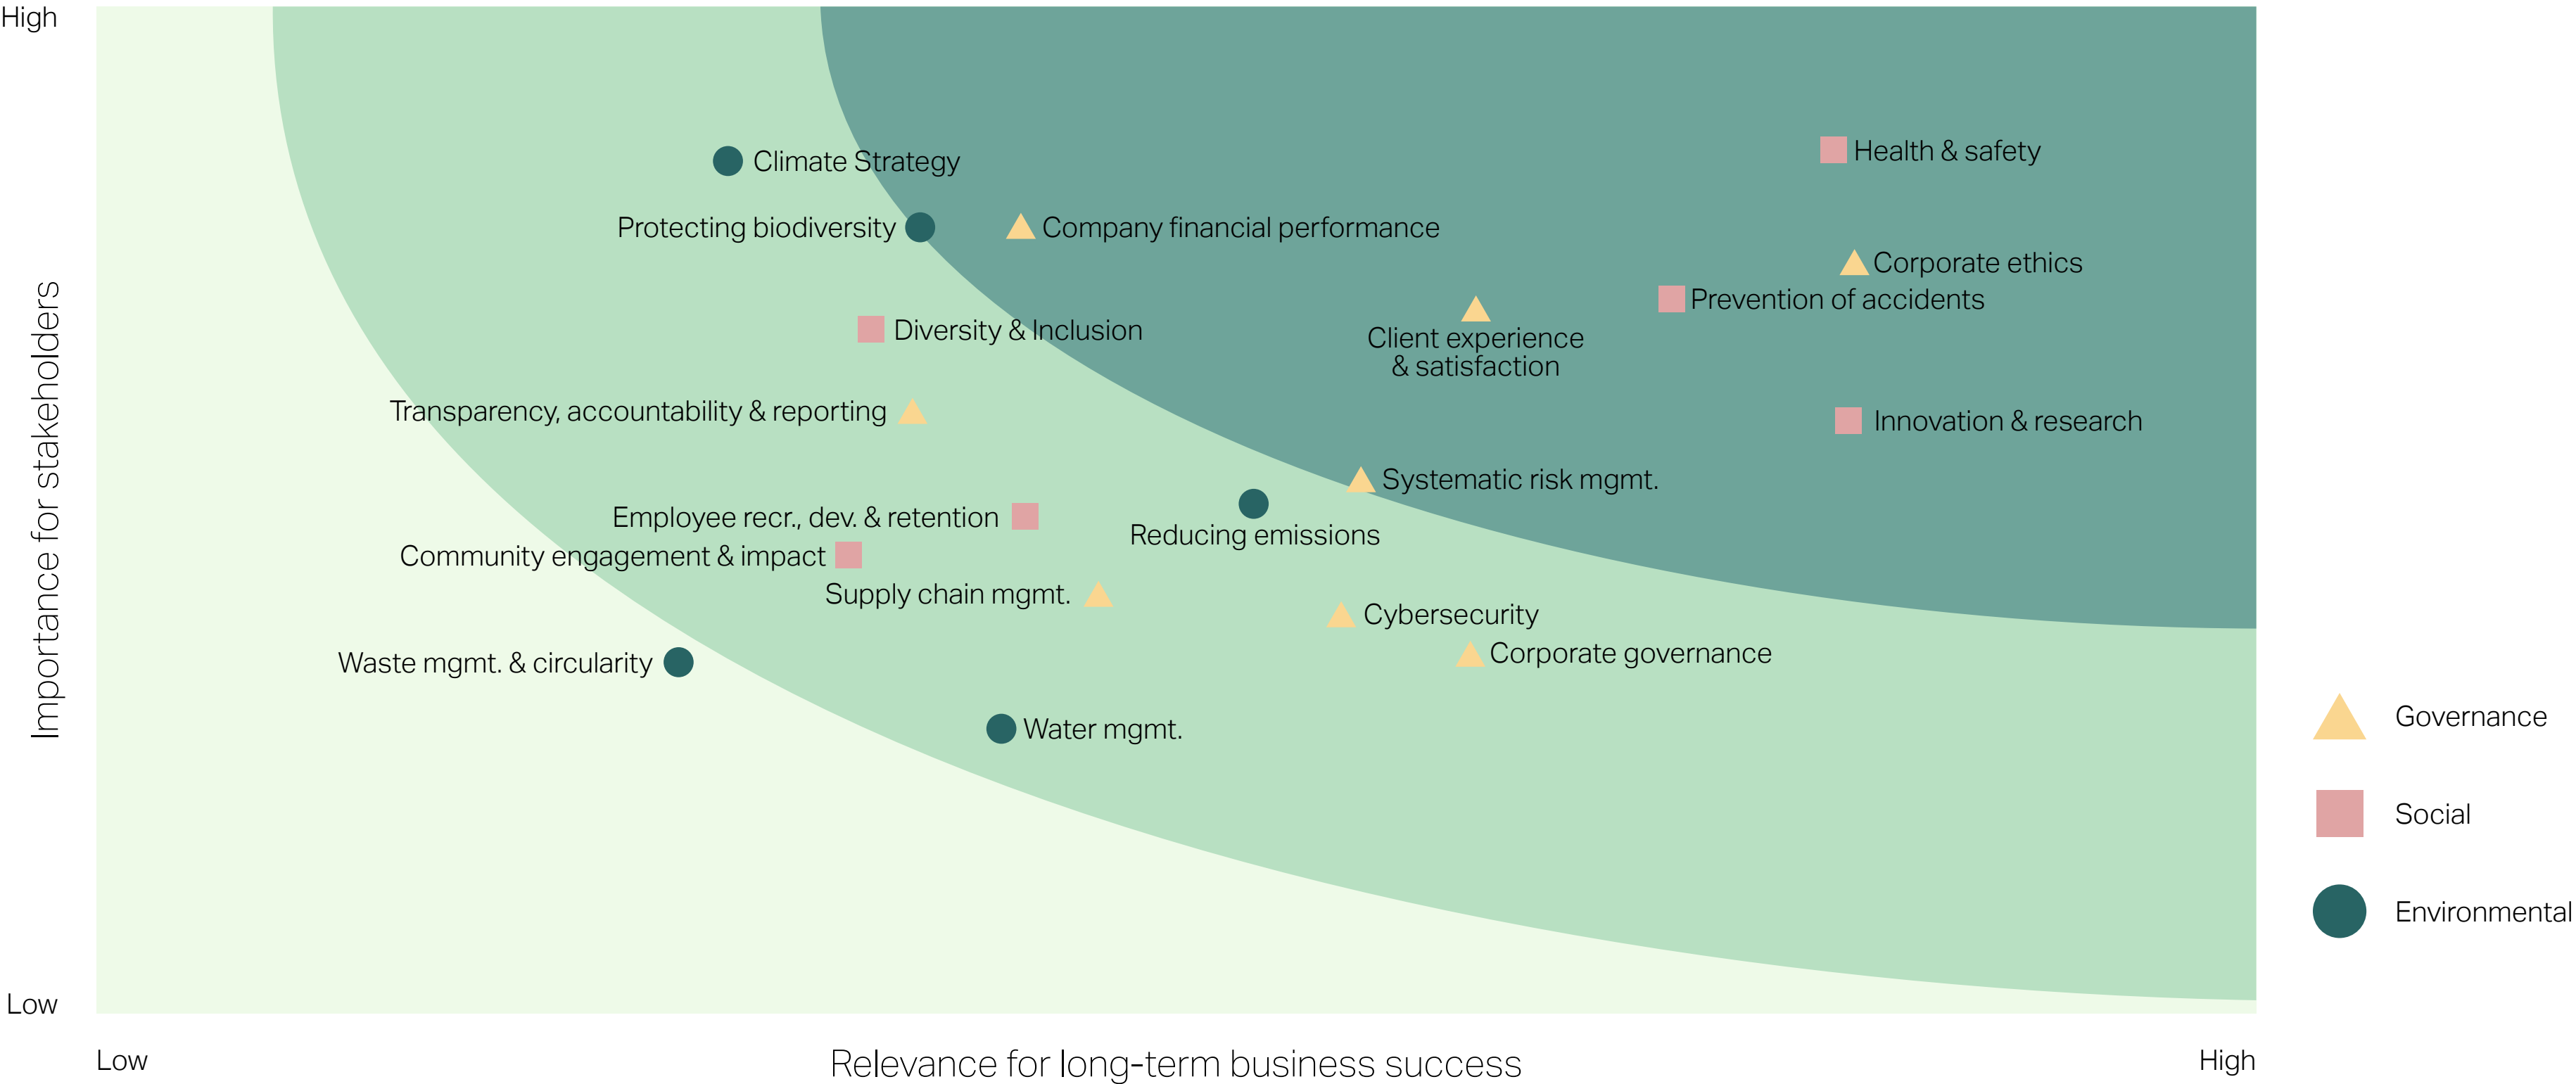 High
Importance for stakeholders
Low
Climate Strategy
Health & safety
Protecting biodiversity
Company financial performance
Corporate ethics
Prevention of accidents
Client experience
& satisfaction
Diversity & Inclusion
Transparency, accountability & reporting
Innovation & research
Systematic risk mgmt.
Employee recr., dev. & retention
Reducing emissions
Community engagement & impact
Supply chain mgmt.
Cybersecurity
Corporate governance
Waste mgmt. & circularity
Water mgmt.
Governance
Social
Environmental
Low
Relevance for long-term business success
High